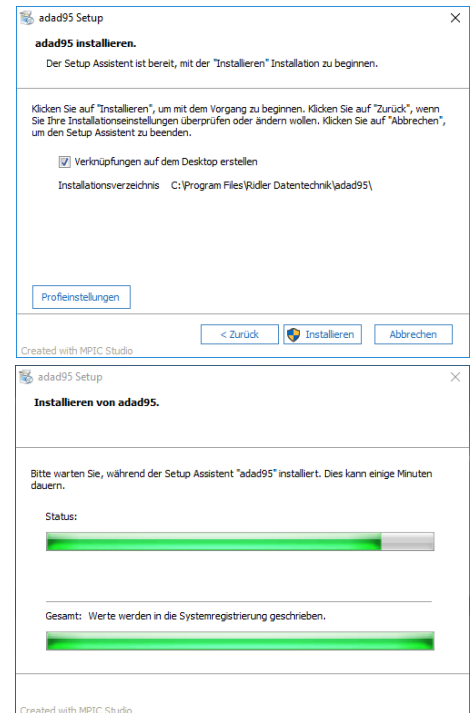 adad95 Setup
adad95 installieren.
Der Setup Assistent ist bereit, mit der "Installieren" Installation zu beginnen.
Klicken Sie auf "Installieren", um mit dem Vorgang zu beginnen. Klicken Sie auf "Zurück", wenn
Sie Ihre Installationseinstellungen überprüfen oder ändern wollen. Klicken Sie auf "Abbrechen",
um den Setup Assistent zu beenden.
Verknüpfungen auf dem Desktop erstellen
Installationsverzeichnis C:\Program Files\Ridler Datentechnik\adad95\
Profieinstellungen
< Zurück Installieren Abbrechen
Created with MPIC Studio
adad95 Setup
Installieren von adad95.
Bitte warten Sie, während der Setup Assistent "adad95" installiert. Dies kann einige Minuten
dauern.
Status:
Gesamt: Werte werden in die Systemregistrierung geschrieben.
Created with MPIC Studio